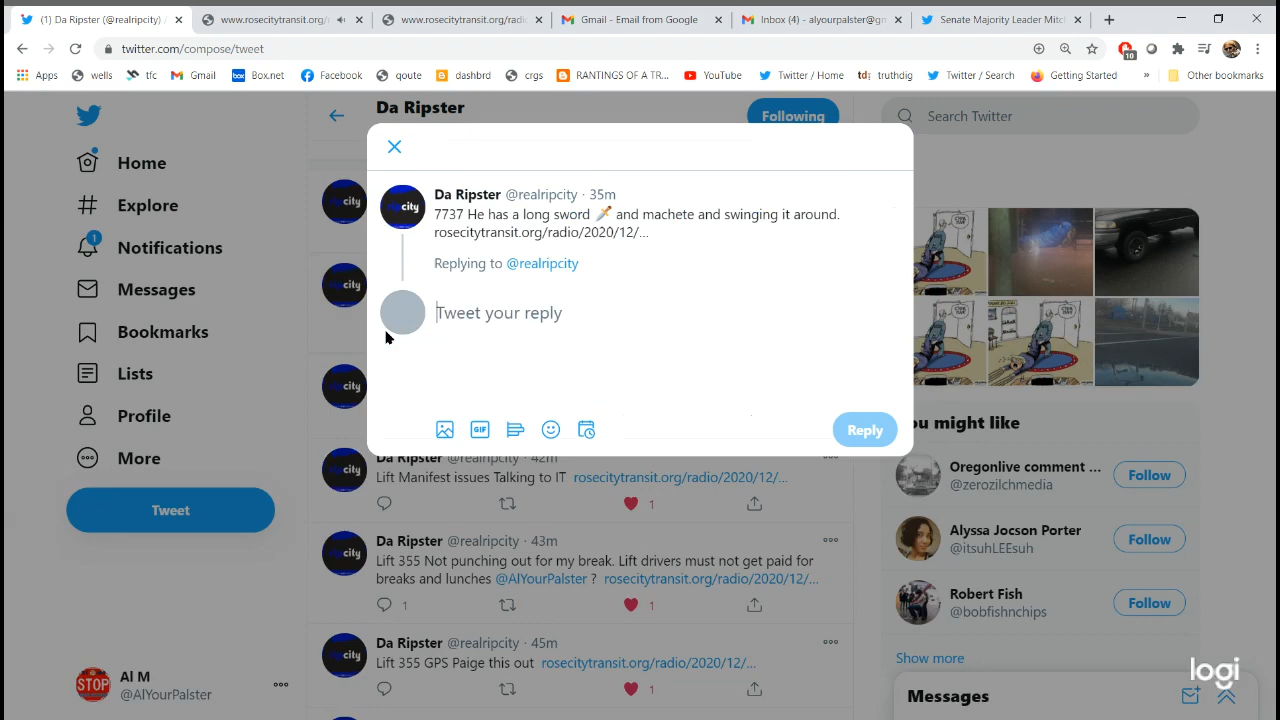 (1) Da Ripster (@realripcity) /
www.rosecitytransit.org/
www.rosecitytransit.org/radi
Gmail - Email from Google
Inbox (4) - alyourpalster@gm
Senate Majority Leader Mitch
twitter.com/compose/tweet
10
Apps
wells
tfc
Gmail
Box.net
Facebook
qoute
dashbrd
crgs
RANTINGS OF A TR...
YouTube
Twitter / Home
truthdig
Twitter / Search
Getting Started
»
Other bookmarks
Da Ripster
Following
Search Twitter
Home
Explore
1
Notifications
Messages
Bookmarks
Lists
Profile
More
Tweet
Al M
@AlYourPalster
STOP
Da Ripster @realripcity · 35m
7737 He has a long sword 🗡 and machete and swinging it around.
rosecitytransit.org/radio/2020/12/...
Replying to @realripcity
Tweet your reply
GIF
Reply
Da Ripster @realripcity · 42m
Lift Manifest issues Talking to IT rosecitytransit.org/radio/2020/12/...
1
Da Ripster @realripcity · 43m
Lift 355 Not punching out for my break. Lift drivers must not get paid for
breaks and lunches @AlYourPalster ? rosecitytransit.org/radio/2020/12/...
1
1
Da Ripster @realripcity · 45m
Lift 355 GPS Paige this out rosecitytransit.org/radio/2020/12/...
1
ou might like
Oregonlive comment ...
@zerozilchmedia
Follow
Alyssa Jocson Porter
@itsuhLEEsuh
Follow
Robert Fish
@bobfishnchips
Follow
Show more
Messages
logi